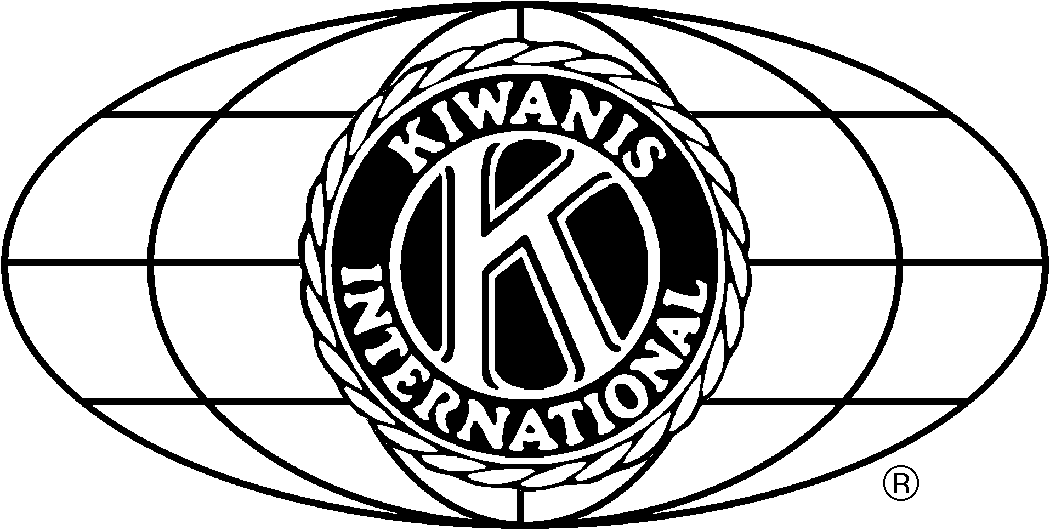 KIWANIS
K
INTERNATIONAL
®